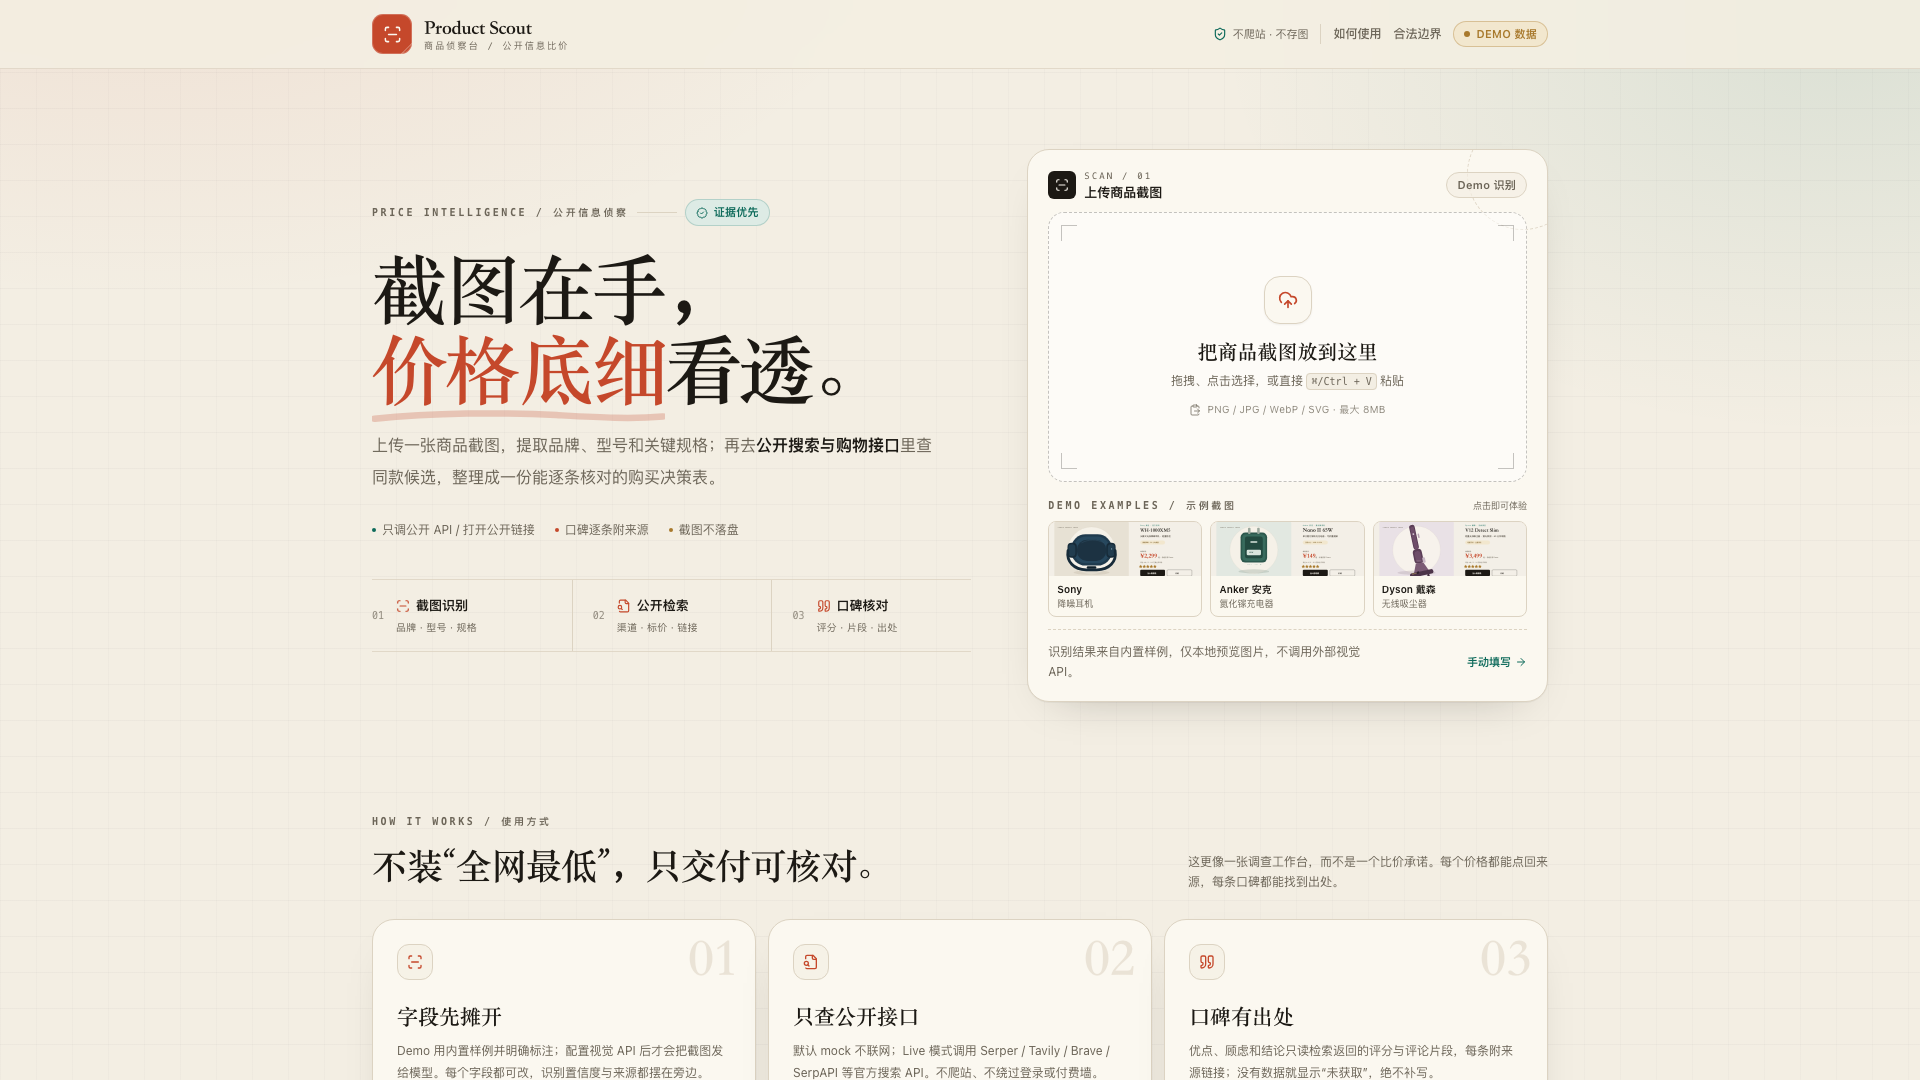 Product Scout
商品侦察台 / 公开信息比价
不爬站 · 不存图
如何使用
合法边界
DEMO 数据
PRICE INTELLIGENCE / 公开信息侦察
证据优先
截图在手，
价格底细看透。
上传一张商品截图，提取品牌、型号和关键规格；再去公开搜索与购物接口里查
同款候选，整理成一份能逐条核对的购买决策表。
只调公开 API / 打开公开链接
口碑逐条附来源
截图不落盘
01
截图识别
品牌 · 型号 · 规格
02
公开检索
渠道 · 标价 · 链接
03
口碑核对
评分 · 片段 · 出处
SCAN / 01
上传商品截图
Demo 识别
把商品截图放到这里
拖拽、点击选择，或直接 ⌘/Ctrl + V 粘贴
PNG / JPG / WebP / SVG · 最大 8MB
DEMO EXAMPLES / 示例截图
点击即可体验
WH-1000XM5
¥2,299
Sony
降噪耳机
Nano II 65W
¥149
Anker 安克
氮化镓充电器
V12 Detect Slim
¥3,499
Dyson 戴森
无线吸尘器
识别结果来自内置样例，仅本地预览图片，不调用外部视觉
API。
手动填写
HOW IT WORKS / 使用方式
不装“全网最低”，只交付可核对。
这更像一张调查工作台，而不是一个比价承诺。每个价格都能点回来
源，每条口碑都能找到出处。
01
字段先摊开
Demo 用内置样例并明确标注；配置视觉 API 后才会把截图发
给模型。每个字段都可改，识别置信度与来源都摆在旁边。
02
只查公开接口
默认 mock 不联网；Live 模式调用 Serper / Tavily / Brave /
SerpAPI 等官方搜索 API。不爬站、不绕过登录或付费墙。
03
口碑有出处
优点、顾虑和结论只读检索返回的评分与评论片段，每条附来
源链接；没有数据就显示“未获取”，绝不补写。